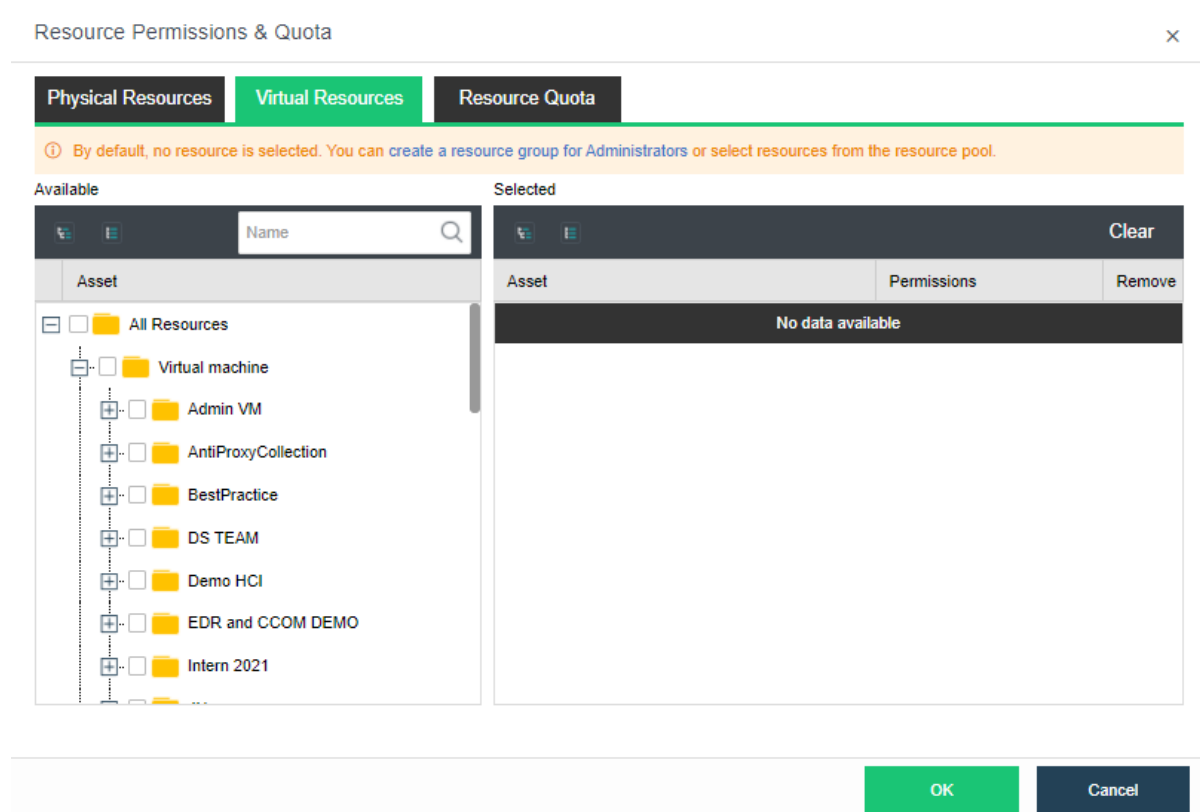 Resource Permissions & Quota
Physical Resources Virtual Resources Resource Quota
By default, no resource is selected. You can create a resource group for Administrators or select resources from the resource pool.
Available Selected
Name Clear
Asset Asset Permissions Remove
All Resources No data available
Virtual machine
Admin VM
AntiProxyCollection
BestPractice
DS TEAM
Demo HCI
EDR and CCOM DEMO
Intern 2021
OK Cancel